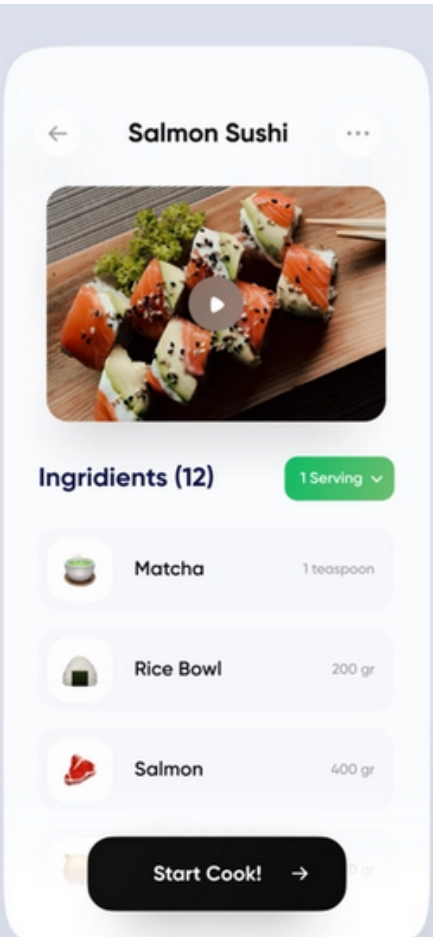 Salmon Sushi
Ingridients (12)
1 Serving
Matcha
1 teaspoon
Rice Bowl
200 gr
Salmon
400 gr
Start Cook!